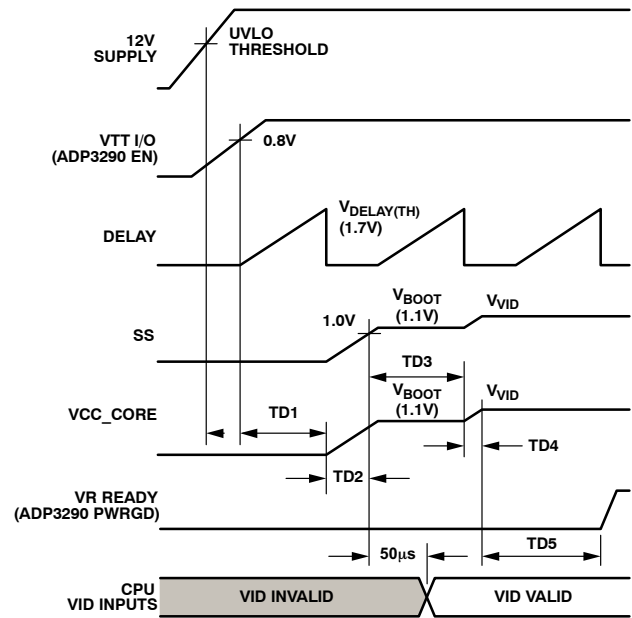 12V
SUPPLY
UVLO
THRESHOLD
VTT I/O
(ADP3290 EN)
0.8V
DELAY
VDELAY(TH)
(1.7V)
SS
1.0V
VBOOT
(1.1V)
VVID
TD3
VCC_CORE
TD1
VBOOT
(1.1V)
VVID
TD4
TD2
VR READY
(ADP3290 PWRGD)
50μs
TD5
CPU
VID INPUTS
VID INVALID
VID VALID